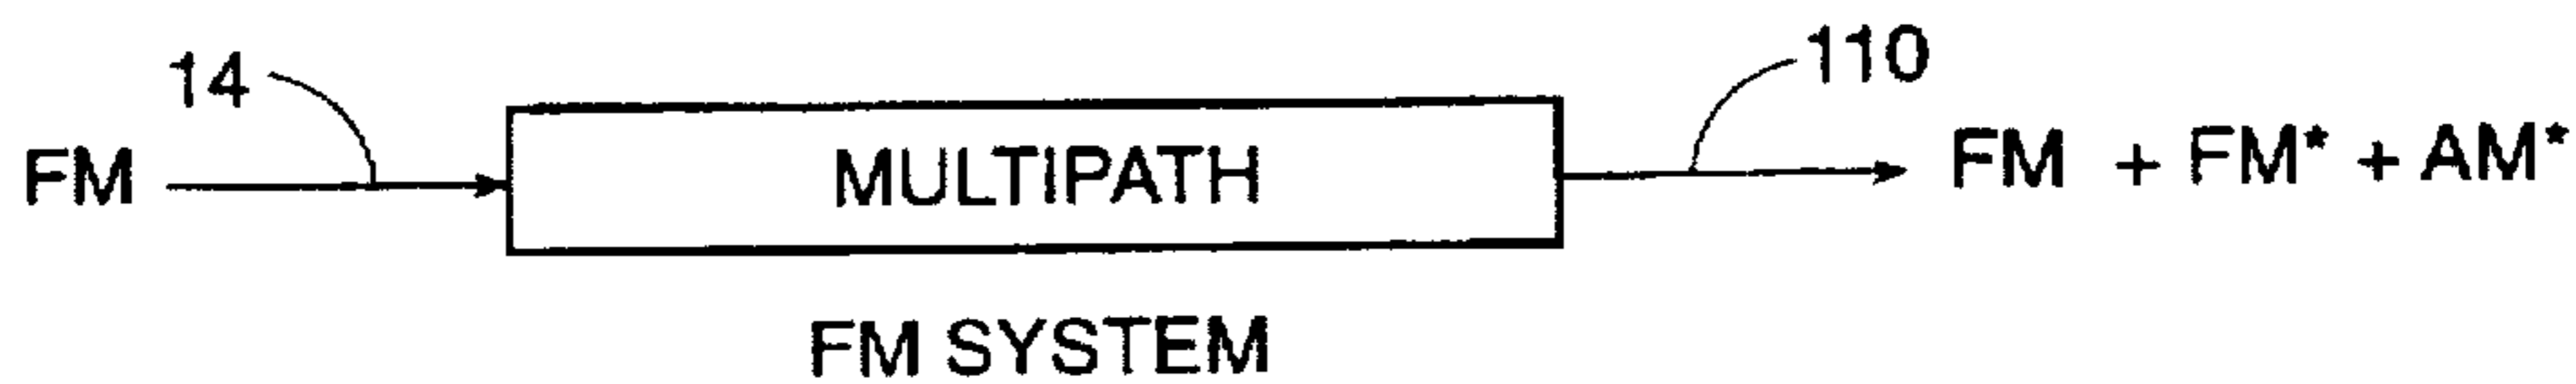 14
110
FM
MULTIPATH
FM + FM* + AM*
FM SYSTEM